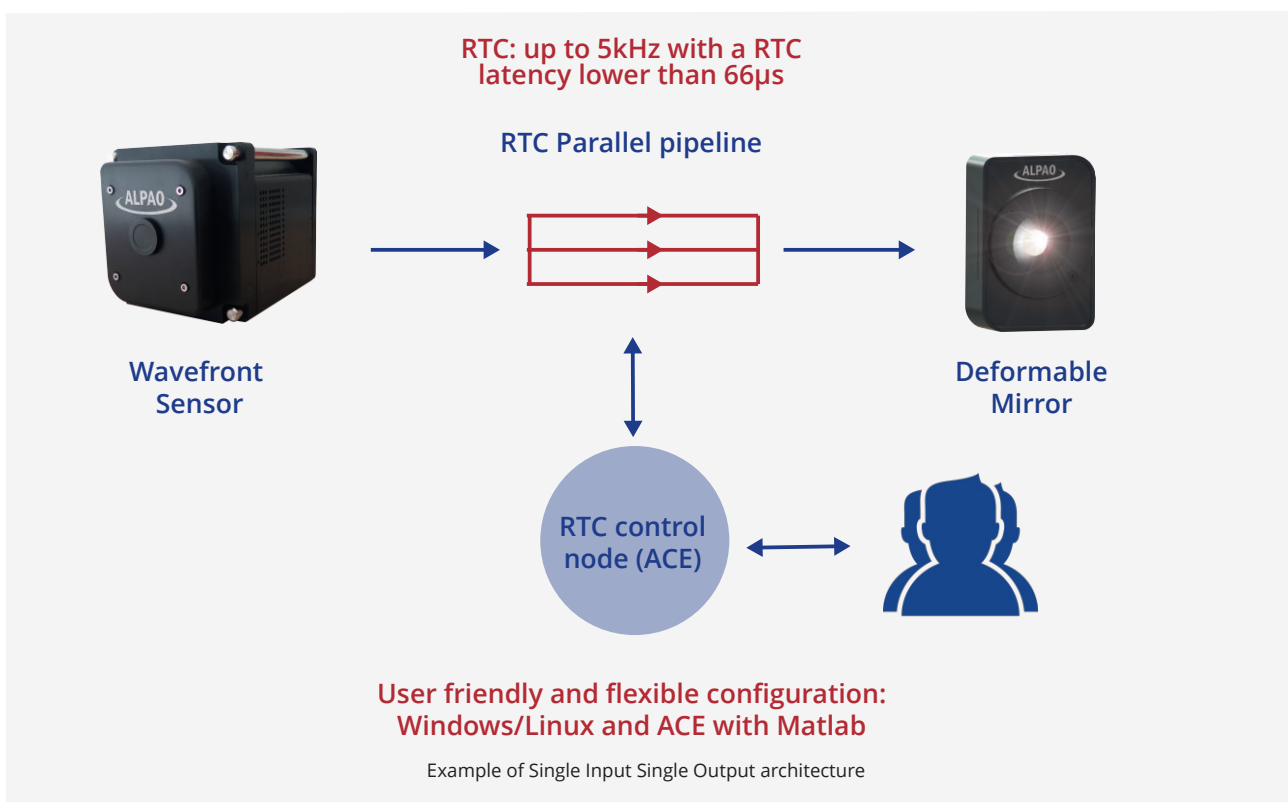 RTC: up to 5kHz with a RTC
latency lower than 66µs
RTC Parallel pipeline
ALPAO
ALPAO
Wavefront
Sensor
Deformable
Mirror
RTC control
node (ACE)
User friendly and flexible configuration:
Windows/Linux and ACE with Matlab
Example of Single Input Single Output architecture